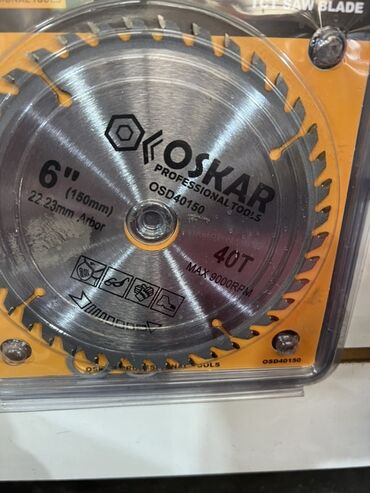 TCT SAW BLADE
OSKAR
PROFESSIONAL TOOLS
OSD40150
6"
(150mm)
22.23mm .Arbor
40T
MAX 9000RPM
OSD40150